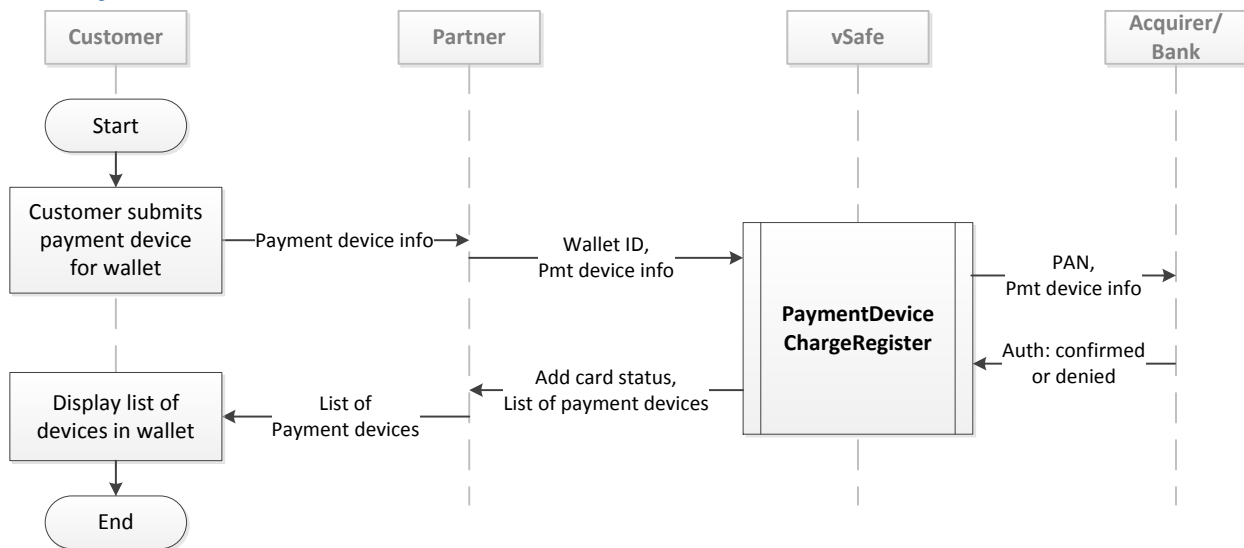 Customer
Partner
vSafe
Acquirer/
Bank
Start
Customer submits
payment device
for wallet
Payment device info
Wallet ID,
Pmt device info
PAN,
Pmt device info
PaymentDevice
ChargeRegister
Auth: confirmed
or denied
Add card status,
List of payment devices
List of
Payment devices
Display list of
devices in wallet
End